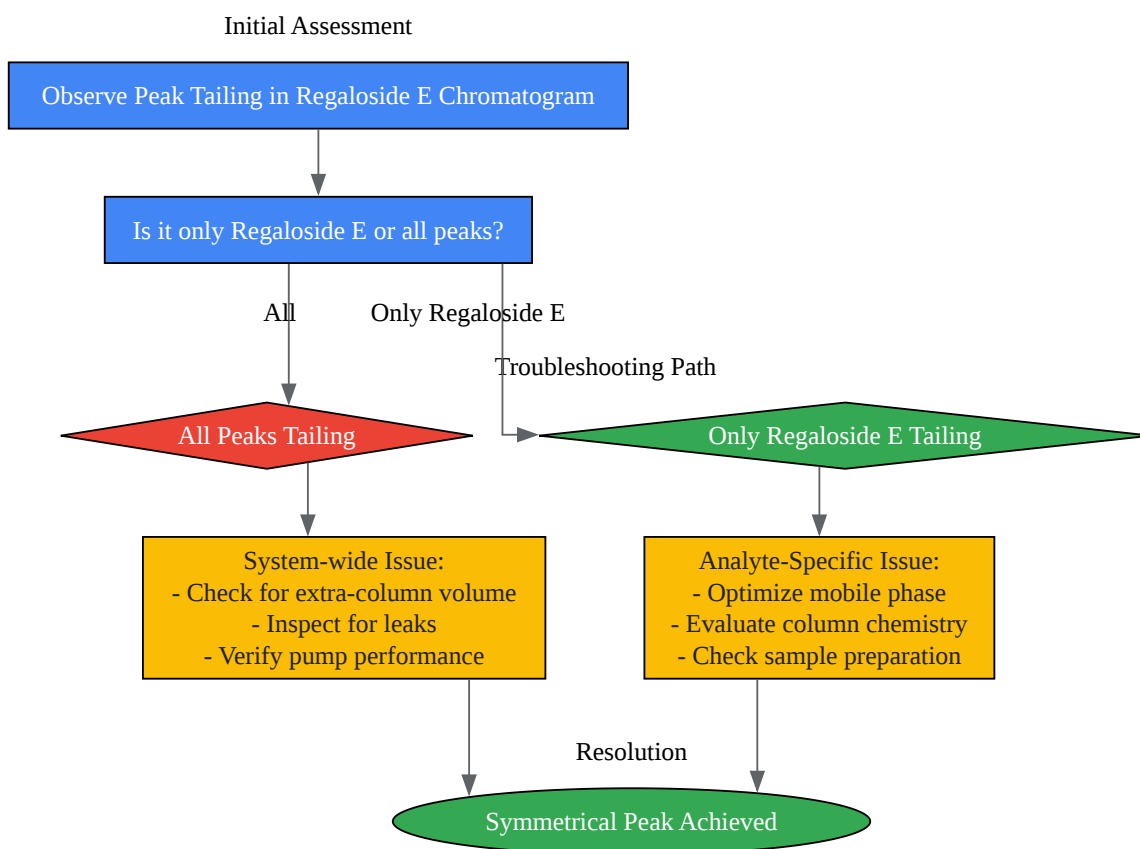 Initial Assessment
Observe Peak Tailing in Regaloside E Chromatogram
Is it only Regaloside E or all peaks?
All
Only Regaloside E
Troubleshooting Path
All Peaks Tailing
Only Regaloside E Tailing
System-wide Issue:
- Check for extra-column volume
- Inspect for leaks
- Verify pump performance
Analyte-Specific Issue:
- Optimize mobile phase
- Evaluate column chemistry
- Check sample preparation
Resolution
Symmetrical Peak Achieved